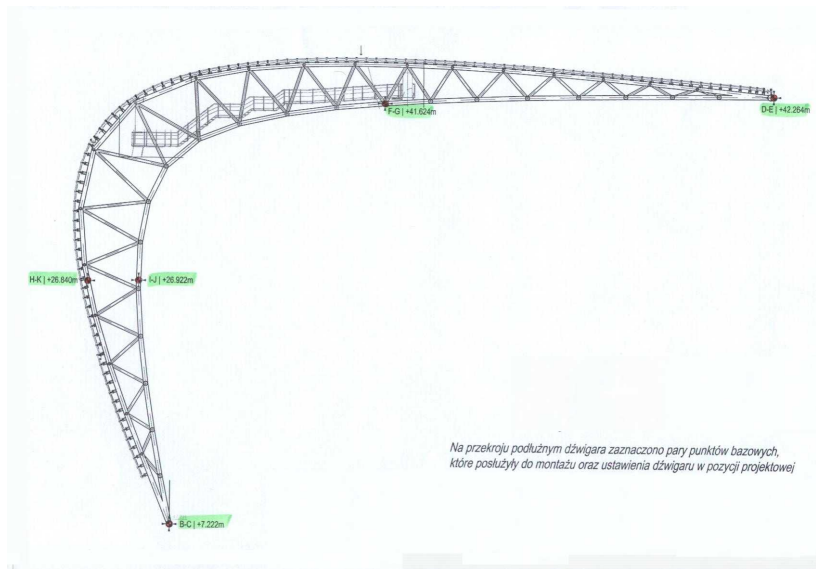 F-G | +41.624m
D-E | +42.264m
H-K | +26.840m
I-J | +26.922m
Na przekroju podłużnym dźwigara zaznaczono pary punktów bazowych,
które posłużyły do montażu oraz ustawienia dźwigaru w pozycji projektowej
B-C | +7.222m